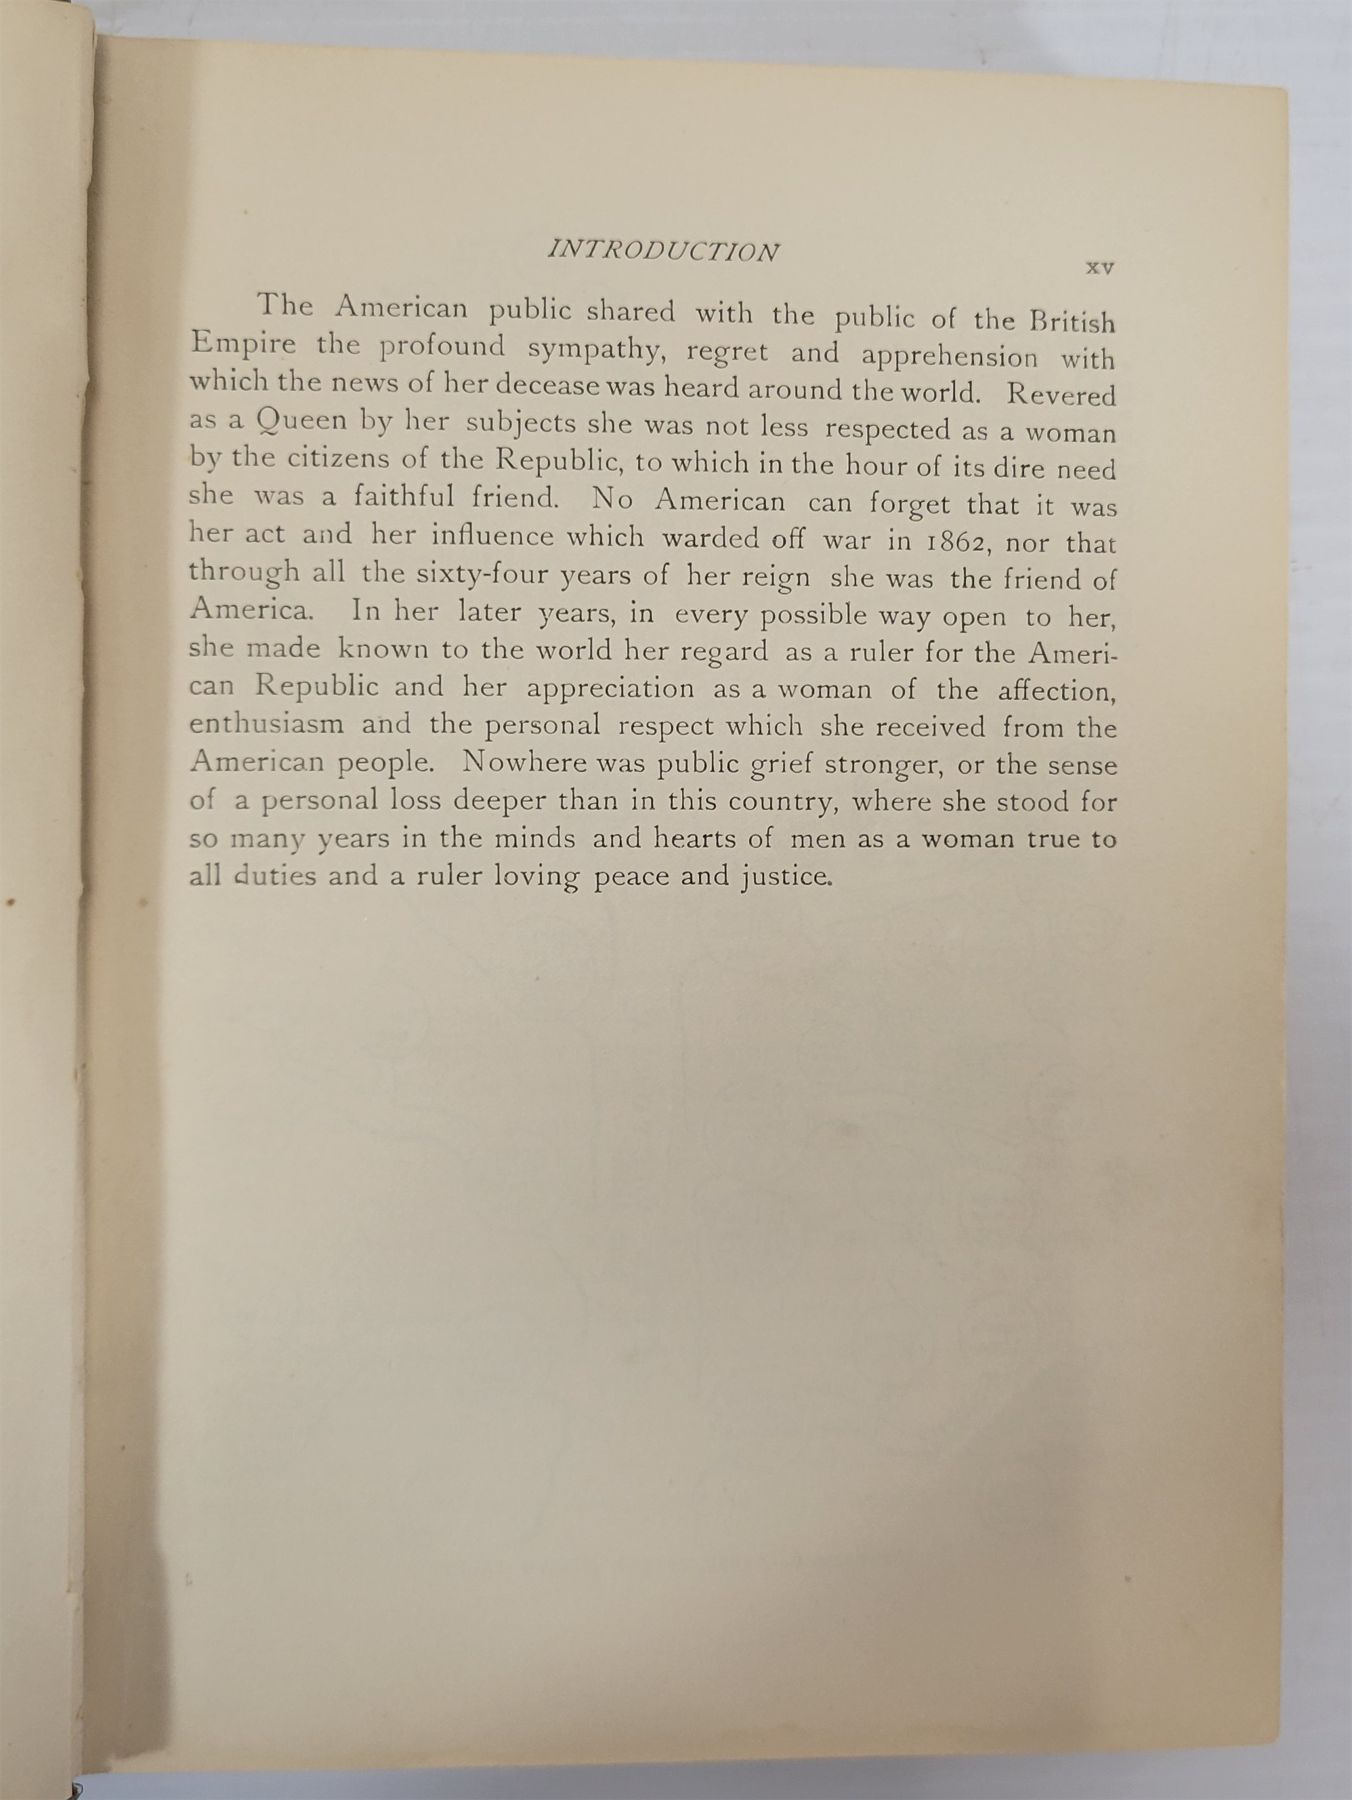 INTRODUCTION xv
The American public shared with the public of the British
Empire the profound sympathy, regret and apprehension with
which the news of her decease was heard around the world. Revered
as a Queen by her subjects she was not less respected as a woman
by the citizens of the Republic, to which in the hour of its dire need
she was a faithful friend. No American can forget that it was
her act and her influence which warded off war in 1862, nor that
through all the sixty-four years of her reign she was the friend of
America. In her later years, in every possible way open to her,
she made known to the world her regard as a ruler for the Ameri-
can Republic and her appreciation as a woman of the affection,
enthusiasm and the personal respect which she received from the
American people. Nowhere was public grief stronger, or the sense
of a personal loss deeper than in this country, where she stood for
so many years in the minds and hearts of men as a woman true to
all duties and a ruler loving peace and justice.